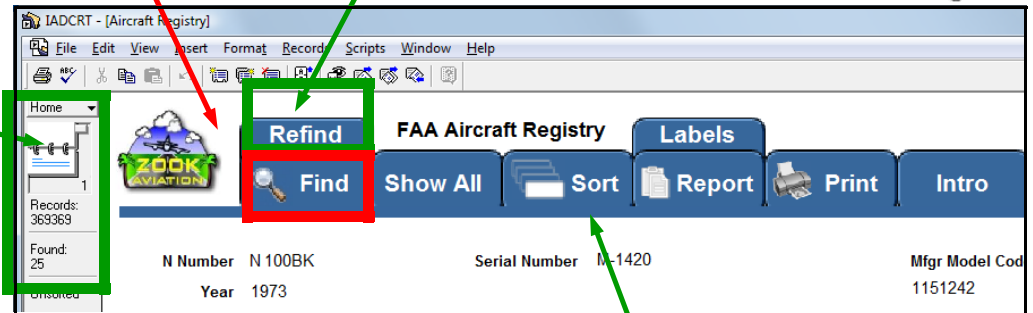 IADCRT - [Aircraft Registry]
File Edit View Insert Format Records Scripts Window Help
ABC
Home
1
Records:
369369
Found:
25
Unsorted
ZOOK
AVIATION
Refind FAA Aircraft Registry Labels
Find Show All Sort Report Print Intro
N Number N100BK Serial Number M-1420 Mfgr Model Cod
Year 1973 1151242